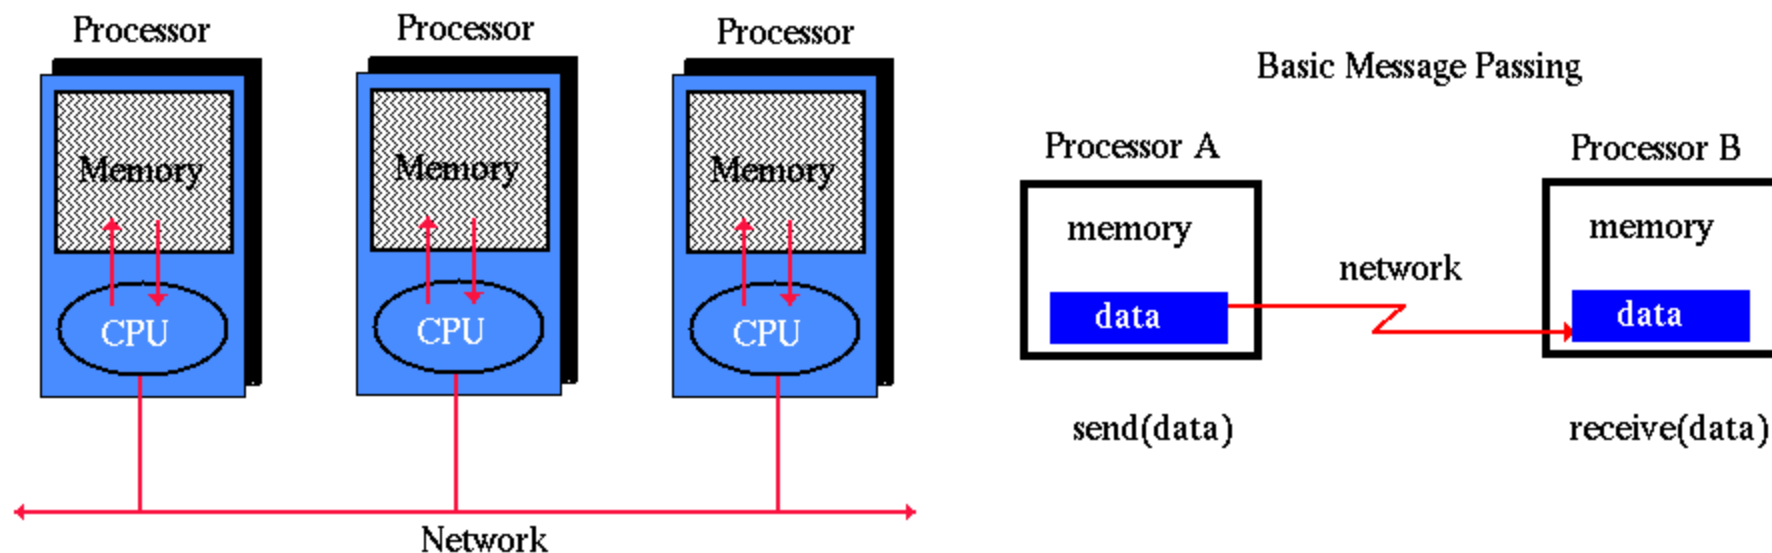 Processor
Processor
Processor
Memory
Memory
Memory
CPU
CPU
CPU
Network
Basic Message Passing
Processor A
Processor B
memory
memory
network
data
data
send(data)
receive(data)